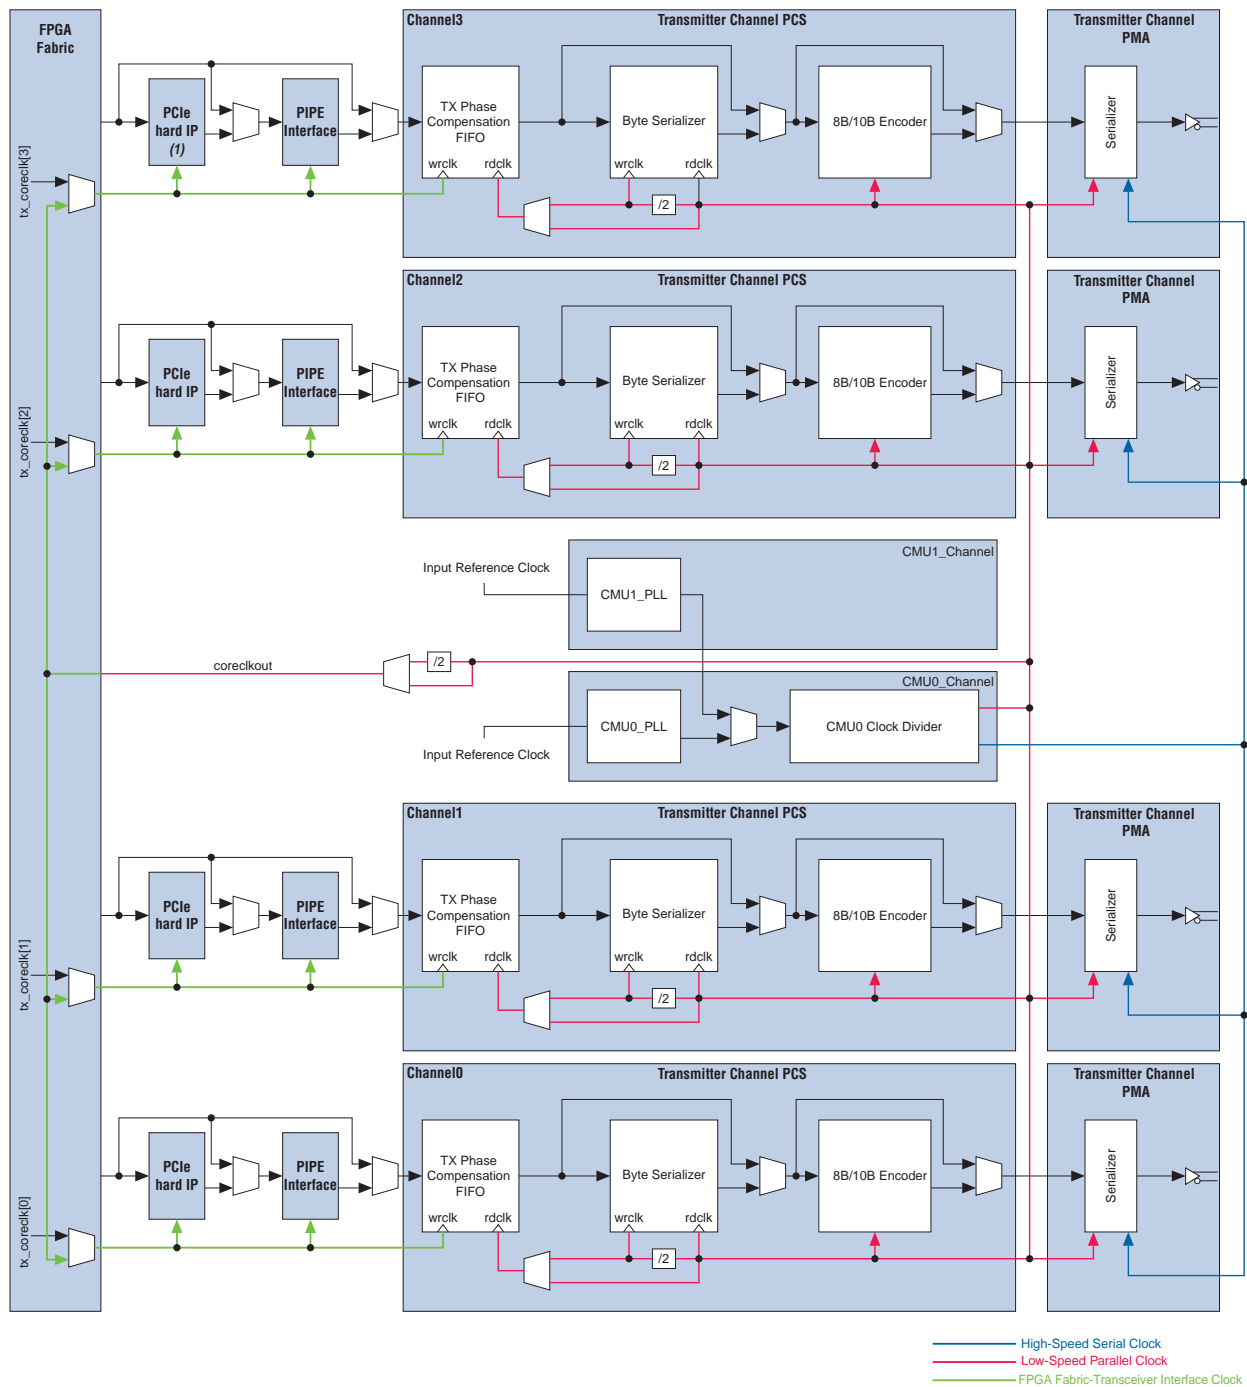 FPGA
Fabric
Channel3
Transmitter Channel PCS
Transmitter Channel
PMA
PCIe
hard IP
(1)
PIPE
Interface
TX Phase
Compensation
FIFO
wrclk
rdclk
Byte Serializer
wrclk
rdclk
8B/10B Encoder
Serializer
/2
tx_coreclk[3]
Channel2
Transmitter Channel PCS
Transmitter Channel
PMA
PCIe
hard IP
PIPE
Interface
TX Phase
Compensation
FIFO
wrclk
rdclk
Byte Serializer
wrclk
rdclk
8B/10B Encoder
Serializer
/2
tx_coreclk[2]
CMU1_Channel
Input Reference Clock
CMU1_PLL
coreclkout
/2
CMU0_Channel
CMU0_PLL
CMU0 Clock Divider
Input Reference Clock
Channel1
Transmitter Channel PCS
Transmitter Channel
PMA
PCIe
hard IP
PIPE
Interface
TX Phase
Compensation
FIFO
wrclk
rdclk
Byte Serializer
wrclk
rdclk
8B/10B Encoder
Serializer
/2
tx_coreclk[1]
Channel0
Transmitter Channel PCS
Transmitter Channel
PMA
PCIe
hard IP
PIPE
Interface
TX Phase
Compensation
FIFO
wrclk
rdclk
Byte Serializer
wrclk
rdclk
8B/10B Encoder
Serializer
/2
tx_coreclk[0]
High-Speed Serial Clock
Low-Speed Parallel Clock
FPGA Fabric-Transceiver Interface Clock